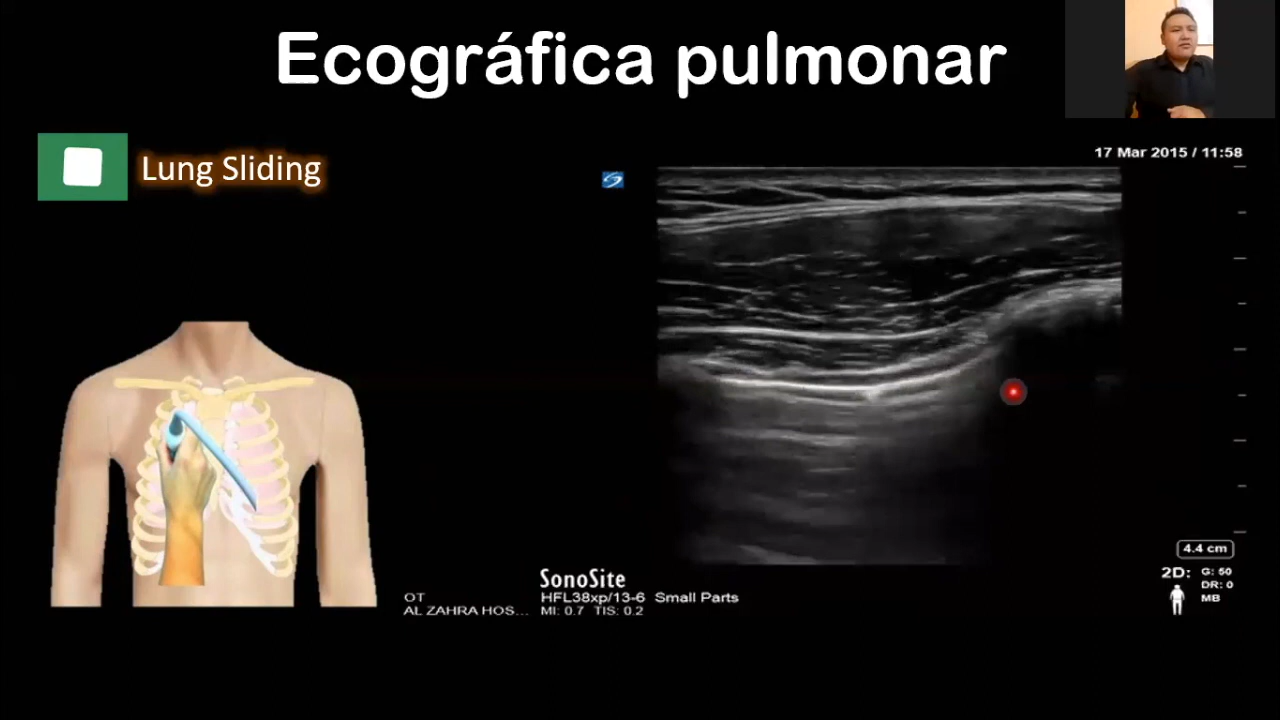 Ecográfica pulmonar
Lung Sliding
17 Mar 2015 / 11:58
4.4 cm
2D: G: 50
DR: 0
MB
SonoSite
OT
HFL38xp/13-6 Small Parts
AL ZAHRA HOS...
MI: 0.7 TIS: 0.2